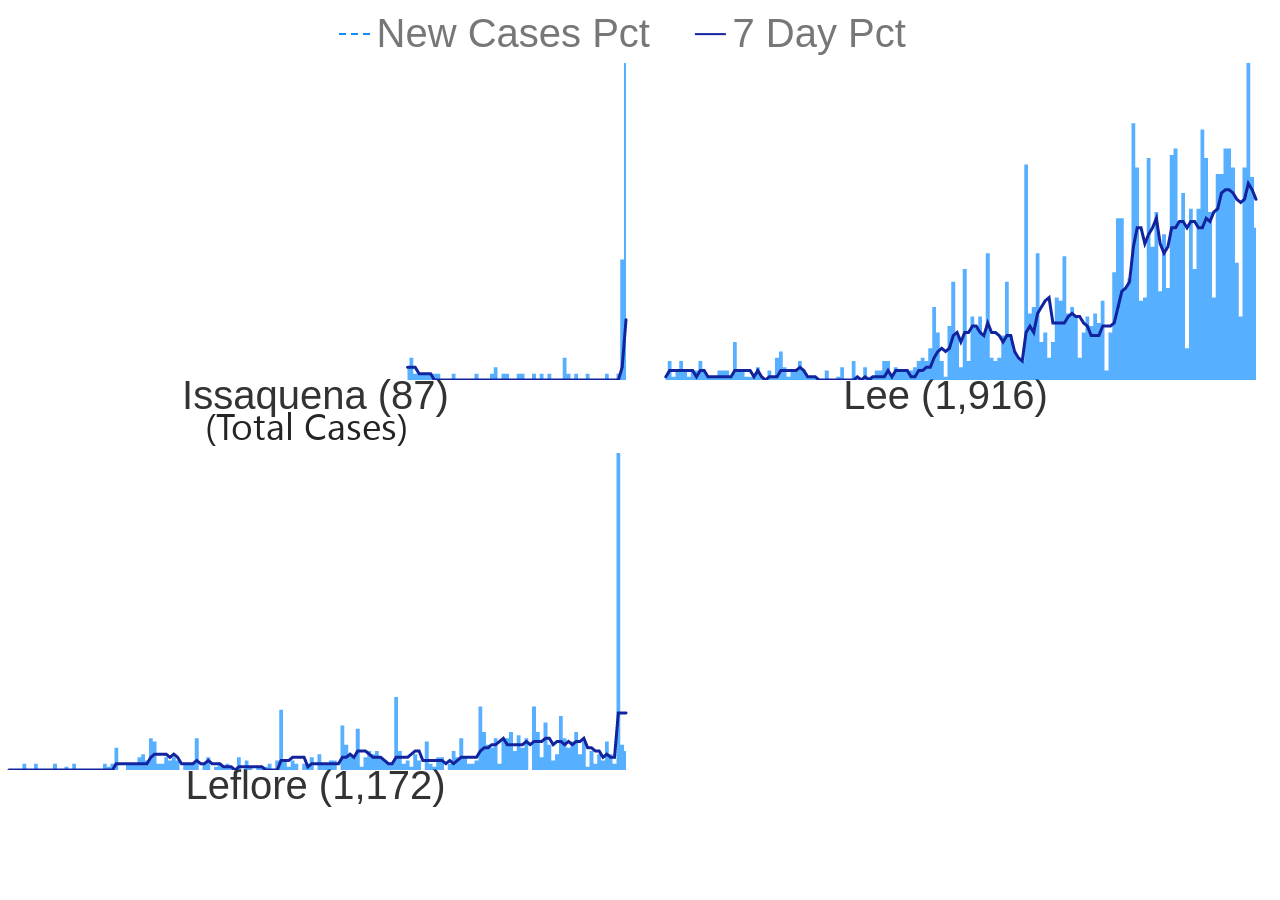 New Cases Pct 7 Day Pct
Issaquena (87)
(Total Cases)
Lee (1,916)
Leflore (1,172)